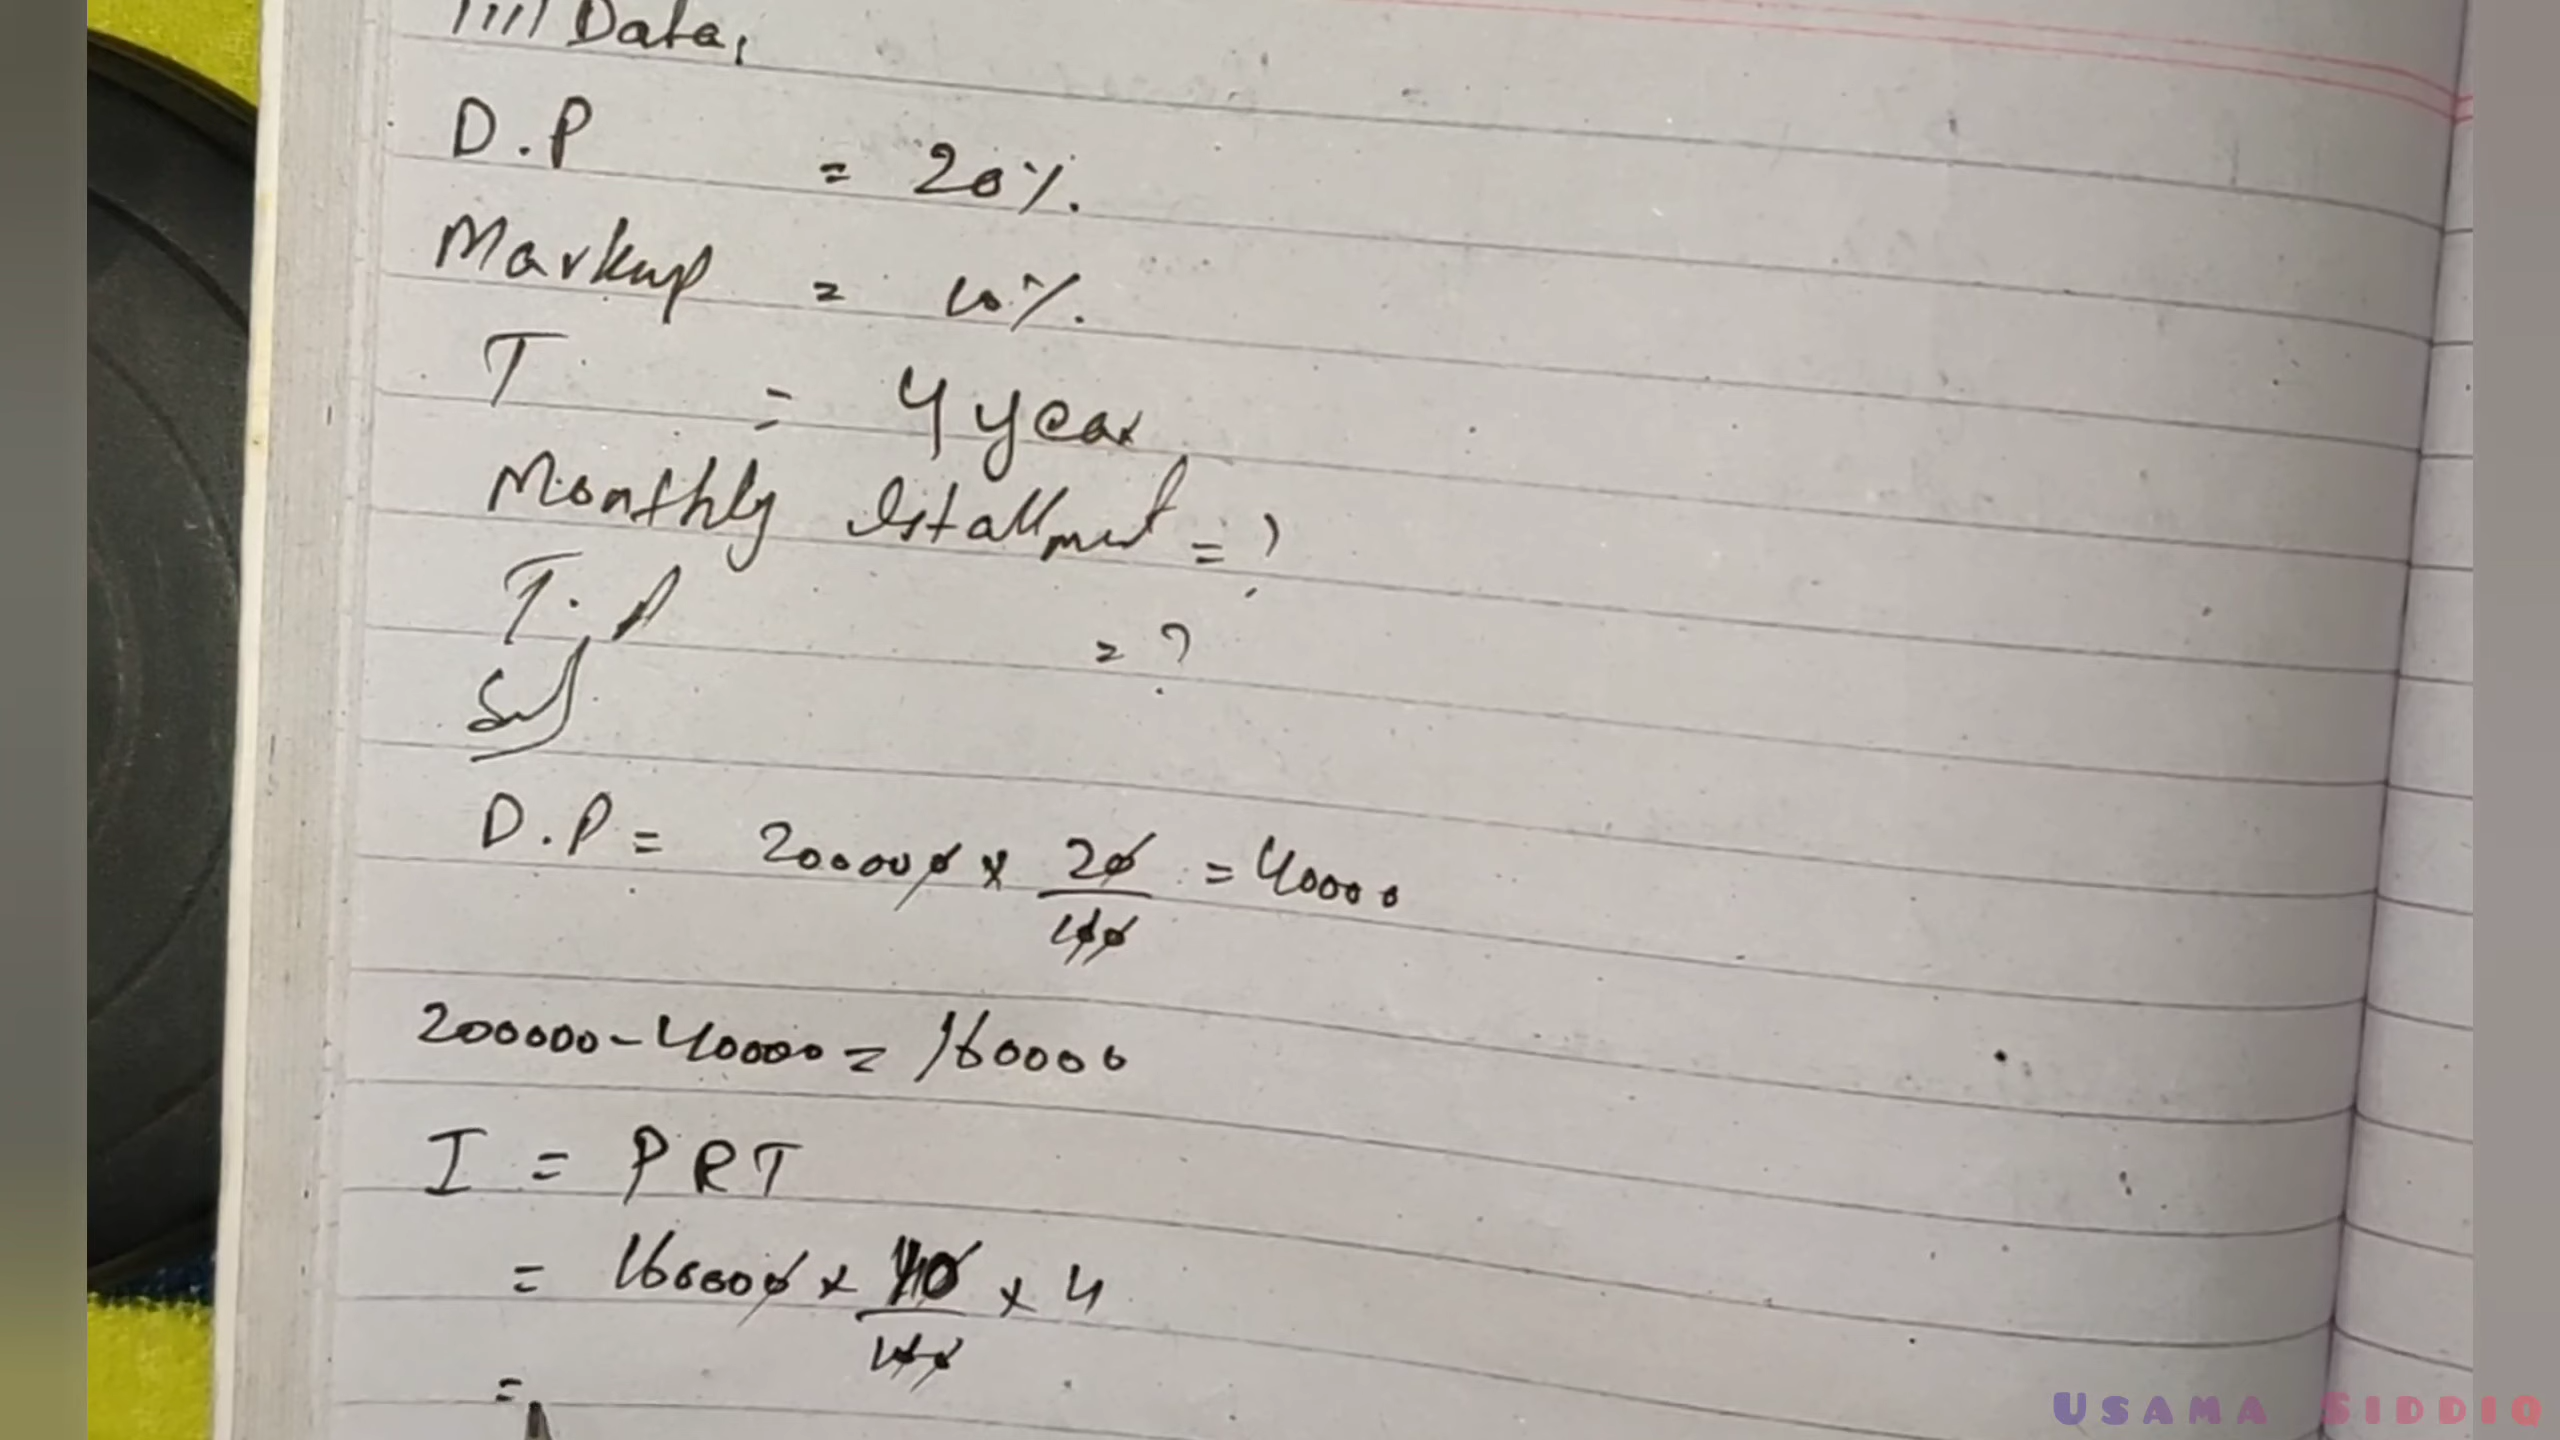 Data,
D.P = 20%.
Markup = 10%.
T = 4 year
Monthly Istallment = ?
T.P = ?
Sol
D.P = 200000 x 20/100 = 40000
200000 - 40000 = 160000
I = PRT
= 160000 x 10/100 x 4
=
USAMA SIDDIQ